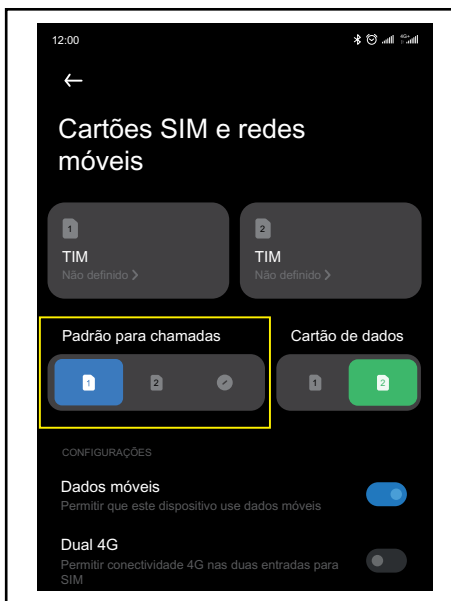 12:00
4G+
Cartões SIM e redes
móveis
1
2
TIM
TIM
Não definido >
Não definido >
Padrão para chamadas
Cartão de dados
1
2
1
2
CONFIGURAÇÕES
Dados móveis
Permitir que este dispositivo use dados móveis
Dual 4G
Permitir conectividade 4G nas duas entradas para
SIM